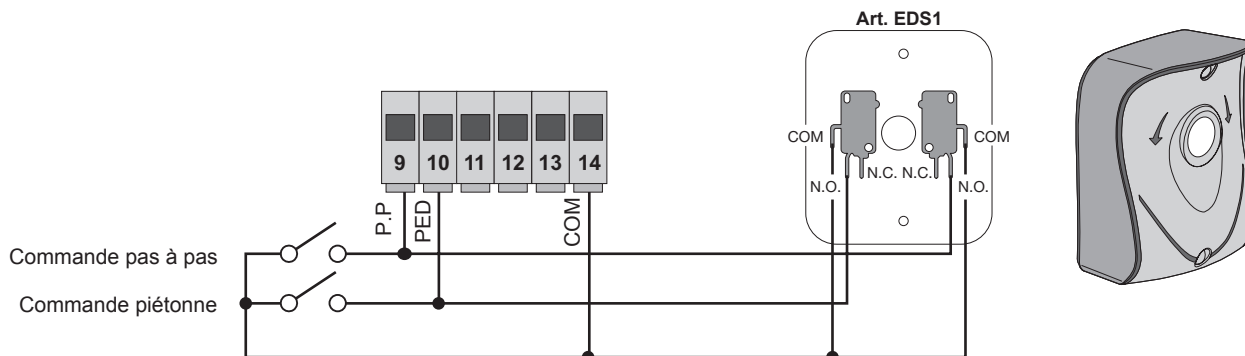 Art. EDS1
COM
COM
N.O.
N.C.
N.C.
N.O.
9
10
11
12
13
14
P.P
PED
COM
Commande pas à pas
Commande piétonne